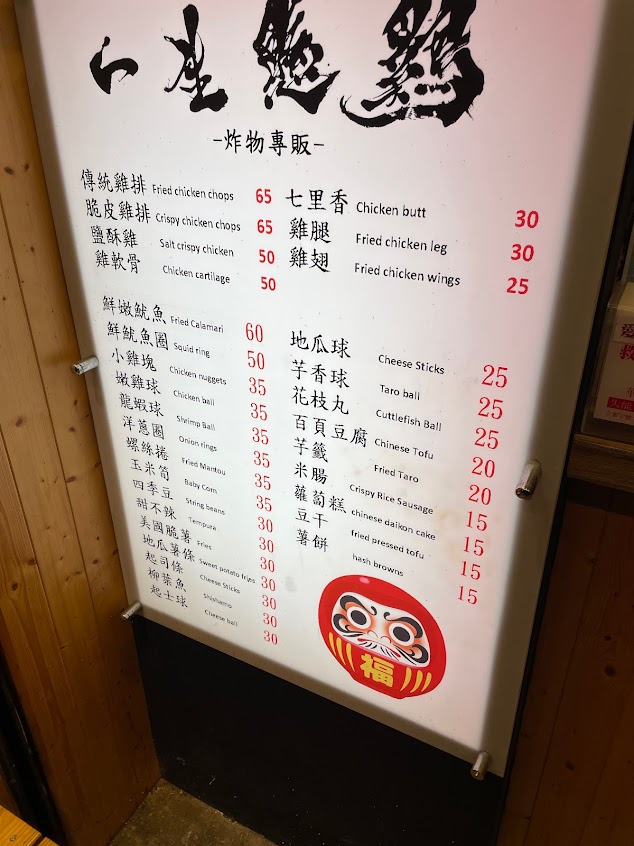 鷄
-炸物專販-
傳統雞排 Fried chicken chops 65
脆皮雞排 Crispy chicken chops 65
鹽酥雞 Salt crispy chicken 50
雞軟骨 Chicken cartilage 50
七里香 Chicken butt 30
雞腿 Fried chicken leg 30
雞翅 Fried chicken wings 25
鮮嫩魷魚 Fried Calamari 60
鮮魷魚圈 Squid ring 50
小雞塊 Chicken nuggets 35
嫩雞球 Chicken ball 35
龍蝦球 Shrimp Ball 35
洋蔥圈 Onion rings 35
螺絲捲 Fried Mantou 35
玉米筍 Baby Corn 35
四季豆 String beans 30
甜不辣 Tempura 30
美國脆薯 Fries 30
地瓜薯條 Sweet potato fries 30
起司條 Cheese Sticks 30
柳葉魚 Shishamo 30
起士球 Cheese ball 30
地瓜球 Cheese Sticks 25
芋香球 Taro ball 25
花枝丸 Cuttlefish Ball 25
百頁豆腐 Chinese Tofu 20
芋籤 Fried Taro 20
米腸 Crispy Rice Sausage 15
蘿蔔糕 chinese daikon cake 15
豆干 fried pressed tofu 15
薯餅 hash browns 15
福